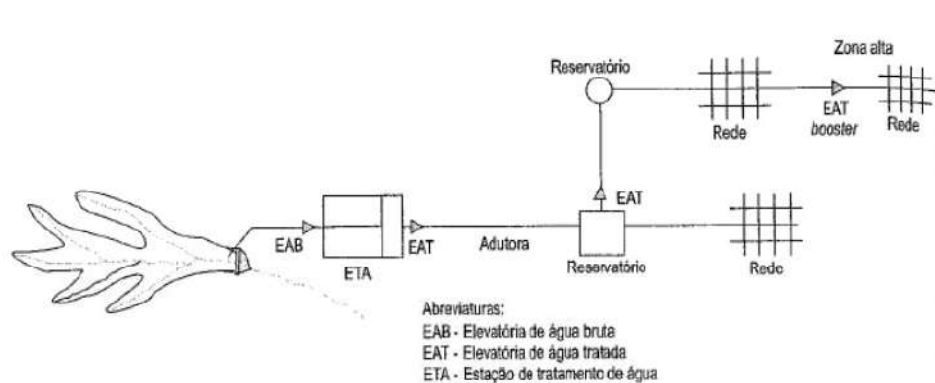 Zona alta
Reservatório
EAT
booster
Rede
Rede
EAT
EAB
EAT
Adutora
ETA
Reservatório
Rede
Abreviaturas:
EAB - Elevatória de água bruta
EAT - Elevatória de água tratada
ETA - Estação de tratamento de água